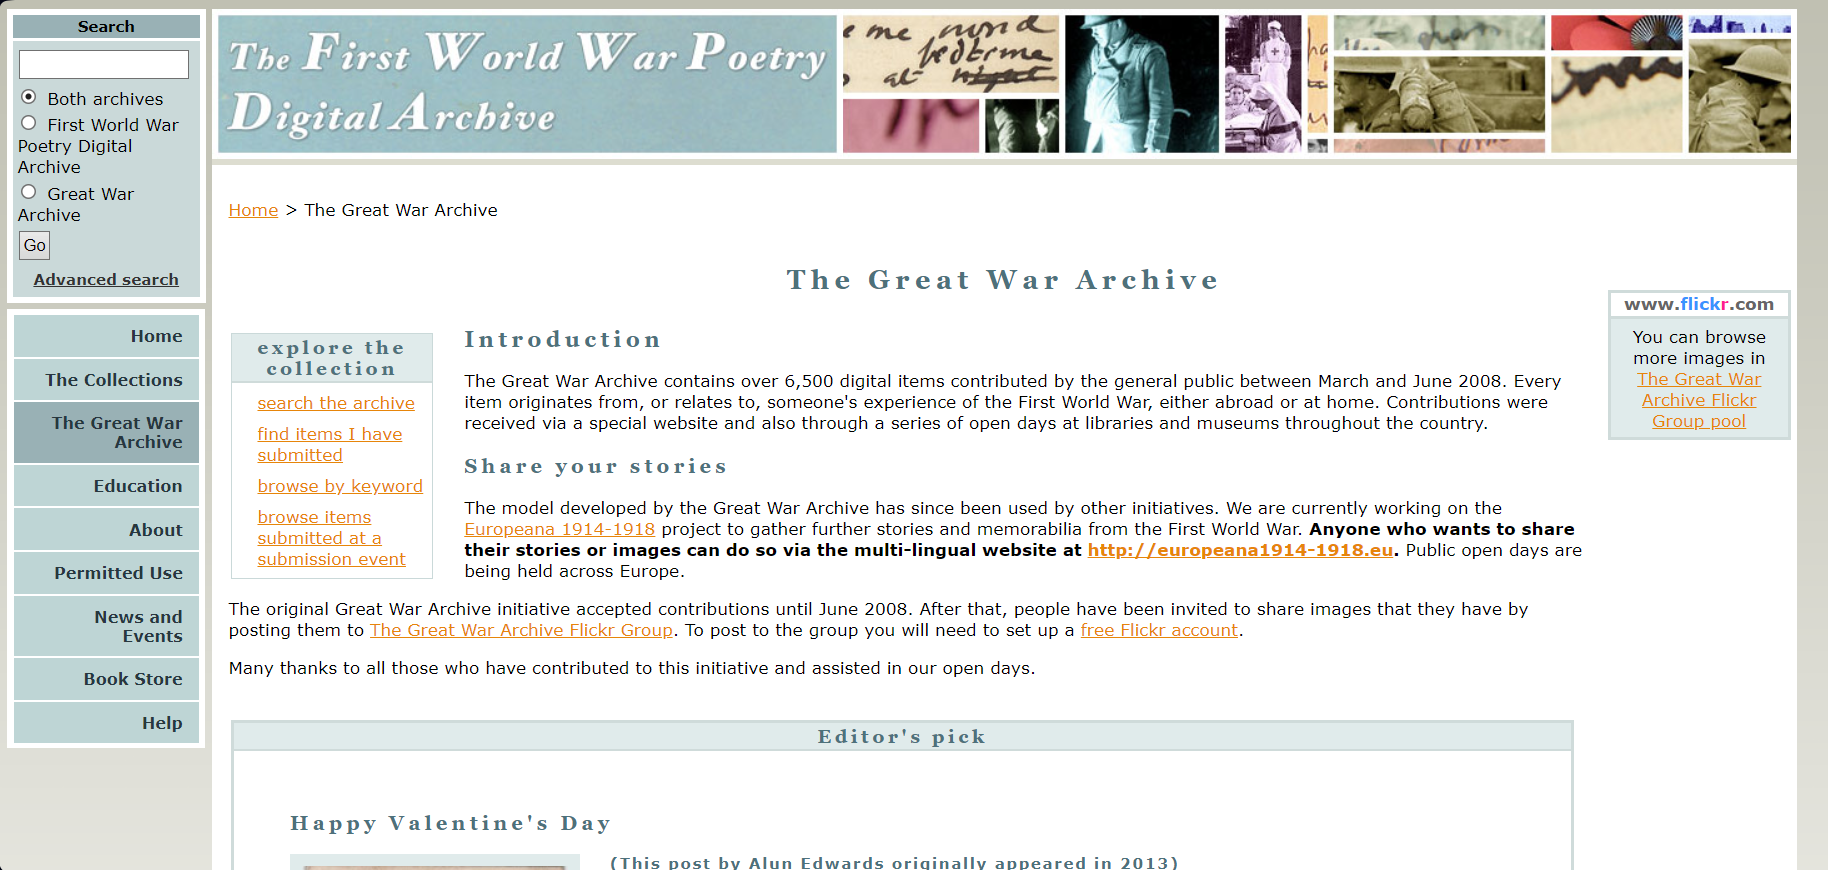 Search
Both archives
First World War
Poetry Digital
Archive
Great War
Archive
Go
Advanced search
Home
The Collections
The Great War
Archive
Education
About
Permitted Use
News and
Events
Book Store
Help
The First World War Poetry
Digital Archive
me
at
Home > The Great War Archive
The Great War Archive
explore the
collection
search the archive
find items I have
submitted
browse by keyword
browse items
submitted at a
submission event
Introduction
The Great War Archive contains over 6,500 digital items contributed by the general public between March and June 2008. Every
item originates from, or relates to, someone's experience of the First World War, either abroad or at home. Contributions were
received via a special website and also through a series of open days at libraries and museums throughout the country.
Share your stories
The model developed by the Great War Archive has since been used by other initiatives. We are currently working on the
Europeana 1914-1918 project to gather further stories and memorabilia from the First World War. Anyone who wants to share
their stories or images can do so via the multi-lingual website at http://europeana1914-1918.eu. Public open days are
being held across Europe.
The original Great War Archive initiative accepted contributions until June 2008. After that, people have been invited to share images that they have by
posting them to The Great War Archive Flickr Group. To post to the group you will need to set up a free Flickr account.
Many thanks to all those who have contributed to this initiative and assisted in our open days.
www.flickr.com
You can browse
more images in
The Great War
Archive Flickr
Group pool
Editor's pick
Happy Valentine's Day
(This post by Alun Edwards originally appeared in 2013)